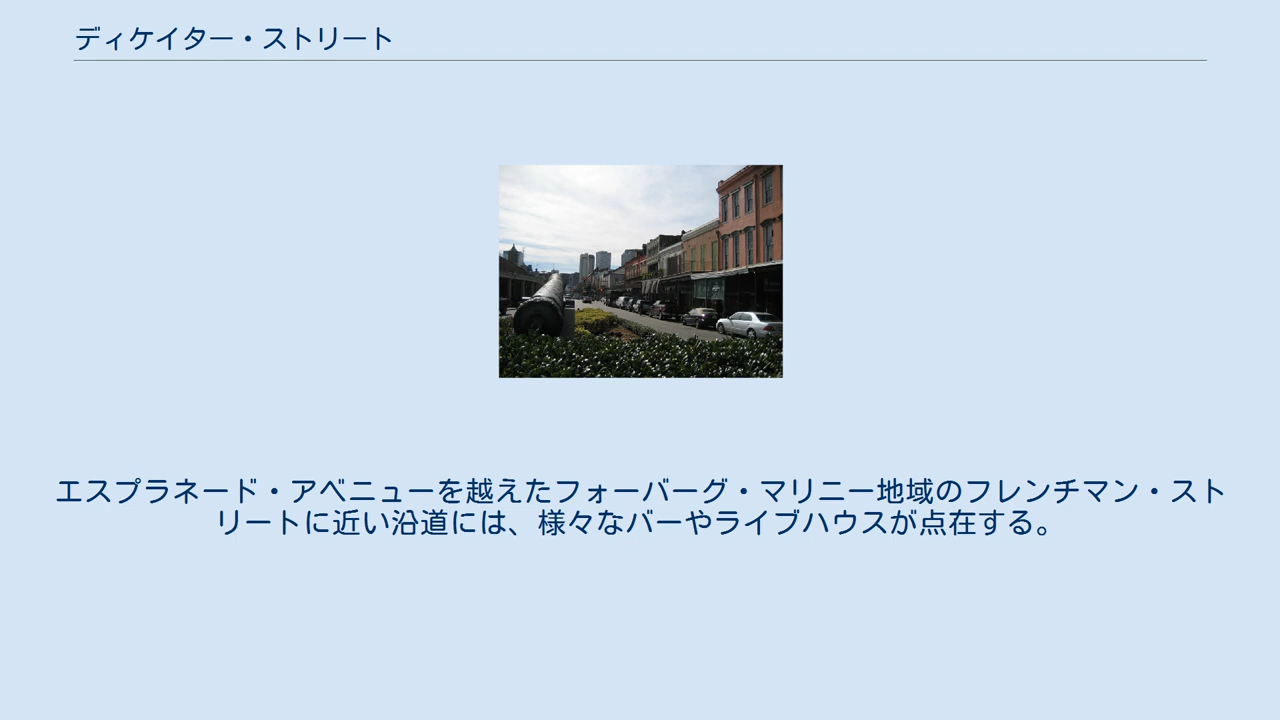 ディケイター・ストリート
エスプラネード・アベニューを越えたフォーバーグ・マリニー地域のフレンチマン・スト
リートに近い沿道には、様々なバーやライブハウスが点在する。